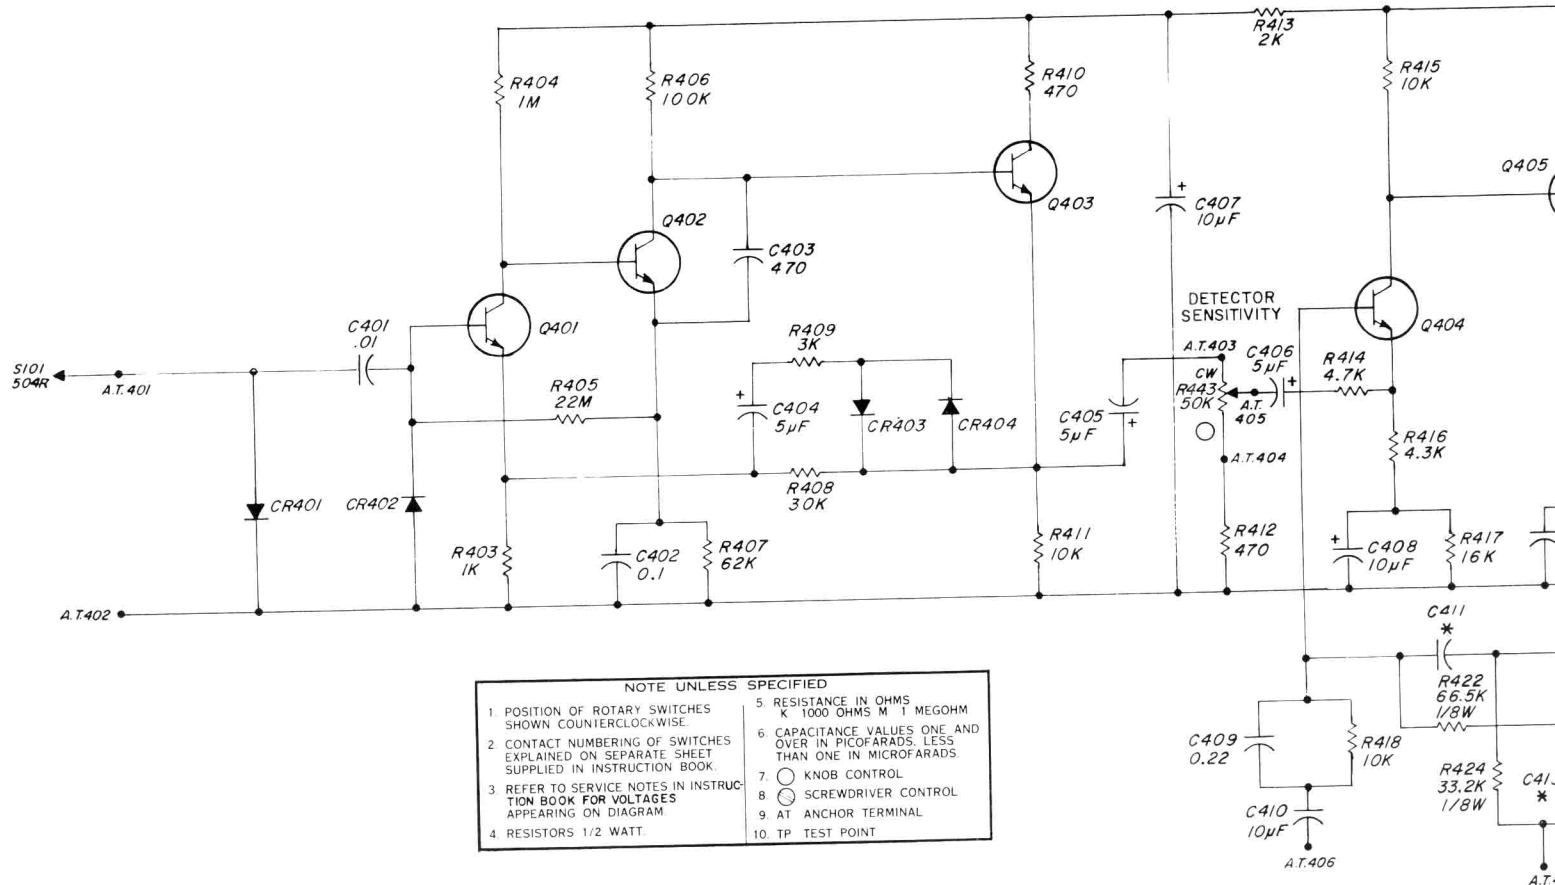 R404
1M
R406
100K
R410
470
R413
2K
R415
10K
Q405
Q403
C407
10µF
Q402
C403
470
DETECTOR
SENSITIVITY
Q404
C401
.01
Q401
R409
3K
A.T.403
C406
5µF
R414
4.7K
S101
504R
A.T.401
R405
22M
C404
5µF
CR403
CR404
C405
5µF
CW
R443
50K
A.T.
405
R416
4.3K
A.T.404
CR401
CR402
R408
30K
R403
1K
C402
0.1
R407
62K
R411
10K
R412
470
C408
10µF
R417
16K
A.T.402
C411
*
R422
66.5K
1/8W
C409
0.22
R418
10K
R424
33.2K
1/8W
*
C410
10µF
A.T.406
NOTE UNLESS SPECIFIED
1. POSITION OF ROTARY SWITCHES
SHOWN COUNTERCLOCKWISE.
2. CONTACT NUMBERING OF SWITCHES
EXPLAINED ON SEPARATE SHEET
SUPPLIED IN INSTRUCTION BOOK.
3. REFER TO SERVICE NOTES IN INSTRUC-
TION BOOK FOR VOLTAGES
APPEARING ON DIAGRAM.
4. RESISTORS 1/2 WATT.
5. RESISTANCE IN OHMS
K 1000 OHMS M 1 MEGOHM
6. CAPACITANCE VALUES ONE AND
OVER IN PICOFARADS. LESS
THAN ONE IN MICROFARADS.
7. KNOB CONTROL
8. SCREWDRIVER CONTROL
9. AT ANCHOR TERMINAL
10. TP TEST POINT